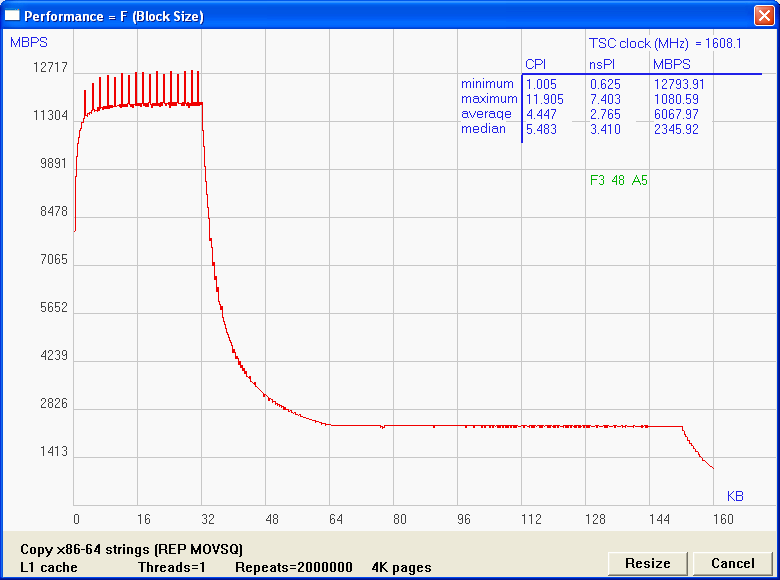 Performance = F (Block Size)
MBPS
TSC clock (MHz) = 1608.1
CPI nsPI MBPS
minimum 1.005 0.625 12793.91
maximum 11.905 7.403 1080.59
average 4.447 2.765 6067.97
median 5.483 3.410 2345.92
F3 48 A5
12717
11304
9891
8478
7065
5652
4239
2826
1413
KB
0 16 32 48 64 80 96 112 128 144 160
Copy x86-64 strings (REP MOVSQ)
L1 cache Threads=1 Repeats=2000000 4K pages
Resize Cancel